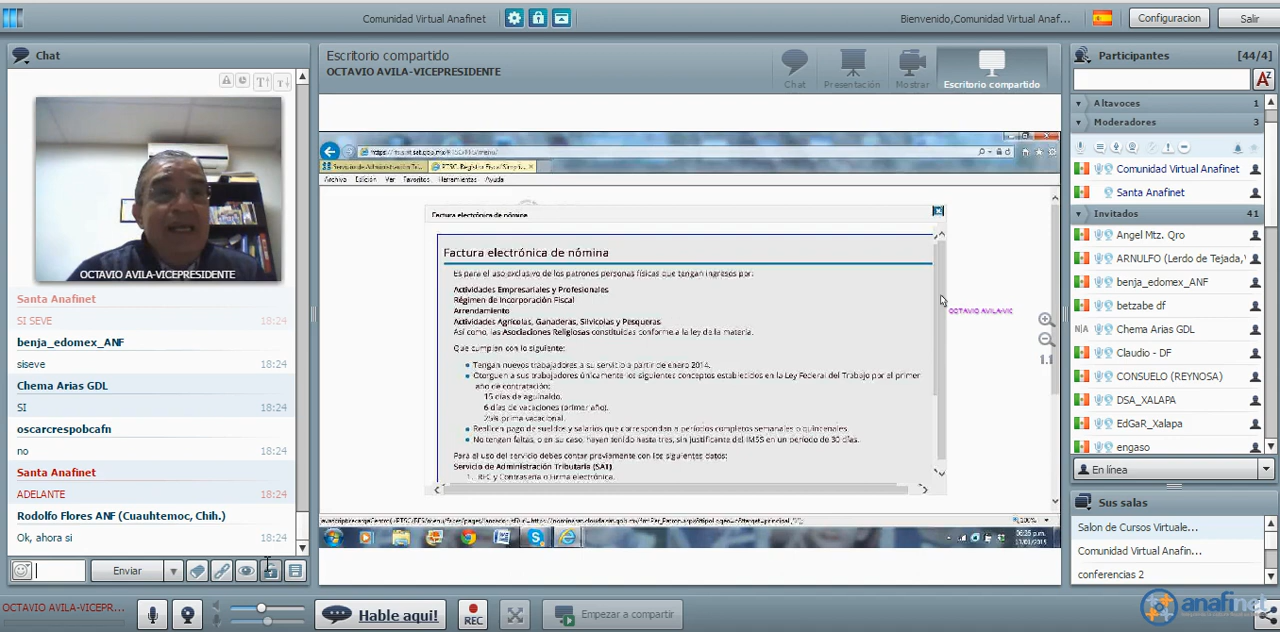 Comunidad Virtual Anafinet
Bienvenido,Comunidad Virtual Anaf...
Configuracion
Salir
Chat
OCTAVIO AVILA-VICEPRESIDENTE
Santa Anafinet
SI SEVE 18:24
benja_edomex_ANF
siseve 18:24
Chema Arias GDL
SI 18:24
oscarcrespobcafn
no 18:24
Santa Anafinet
ADELANTE 18:24
Rodolfo Flores ANF (Cuauhtemoc, Chih.)
Ok, ahora si 18:24
Enviar
Escritorio compartido
OCTAVIO AVILA-VICEPRESIDENTE
Chat
Presentación
Mostrar
Escritorio compartido
Archivo Edición Ver Favoritos Herramientas Ayuda
Factura electrónica de nómina
Factura electrónica de nómina
Es para el uso exclusivo de los patrones personas físicas que tengan ingresos por:
Actividades Empresariales y Profesionales
Régimen de Incorporación Fiscal
Arrendamiento
Actividades Agrícolas, Ganaderas, Silvícolas y Pesqueras
Así como, las Asociaciones Religiosas constituidas conforme a la ley de la materia.
Que cumplan con lo siguiente:
Tengan nuevos trabajadores a su servicio a partir de enero 2014.
Otorguen a sus trabajadores únicamente los siguientes conceptos establecidos en la Ley Federal del Trabajo por el primer
año de contratación:
15 días de aguinaldo.
6 días de vacaciones (primer año).
25% prima vacacional.
Realicen pago de sueldos y salarios que correspondan a períodos completos semanales o quincenales.
No tengan faltas, o en su caso, hayan tenido hasta tres, sin justificante del IMSS en un período de 30 días.
Para el uso del servicio debes contar previamente con los siguientes datos:
Servicio de Administración Tributaria (SAT)
1. RFC y Contraseña o Firma electrónica.
OCTAVIO AVILA-VIC
1.1
06:25 p.m.
Participantes [44/4]
Altavoces 1
Moderadores 3
Comunidad Virtual Anafinet
Santa Anafinet
Invitados 41
Angel Mtz. Qro
ARNULFO (Lerdo de Tejada,
benja_edomex_ANF
betzabe df
N/A Chema Arias GDL
Claudio - DF
CONSUELO (REYNOSA)
DSA_XALAPA
EdGaR_Xalapa
engaso
En línea
Sus salas
Salon de Cursos Virtuale...
Comunidad Virtual Anafin...
conferencias 2
OCTAVIO AVILA-VICEPR...
Hable aqui!
REC
Empezar a compartir
anafinet